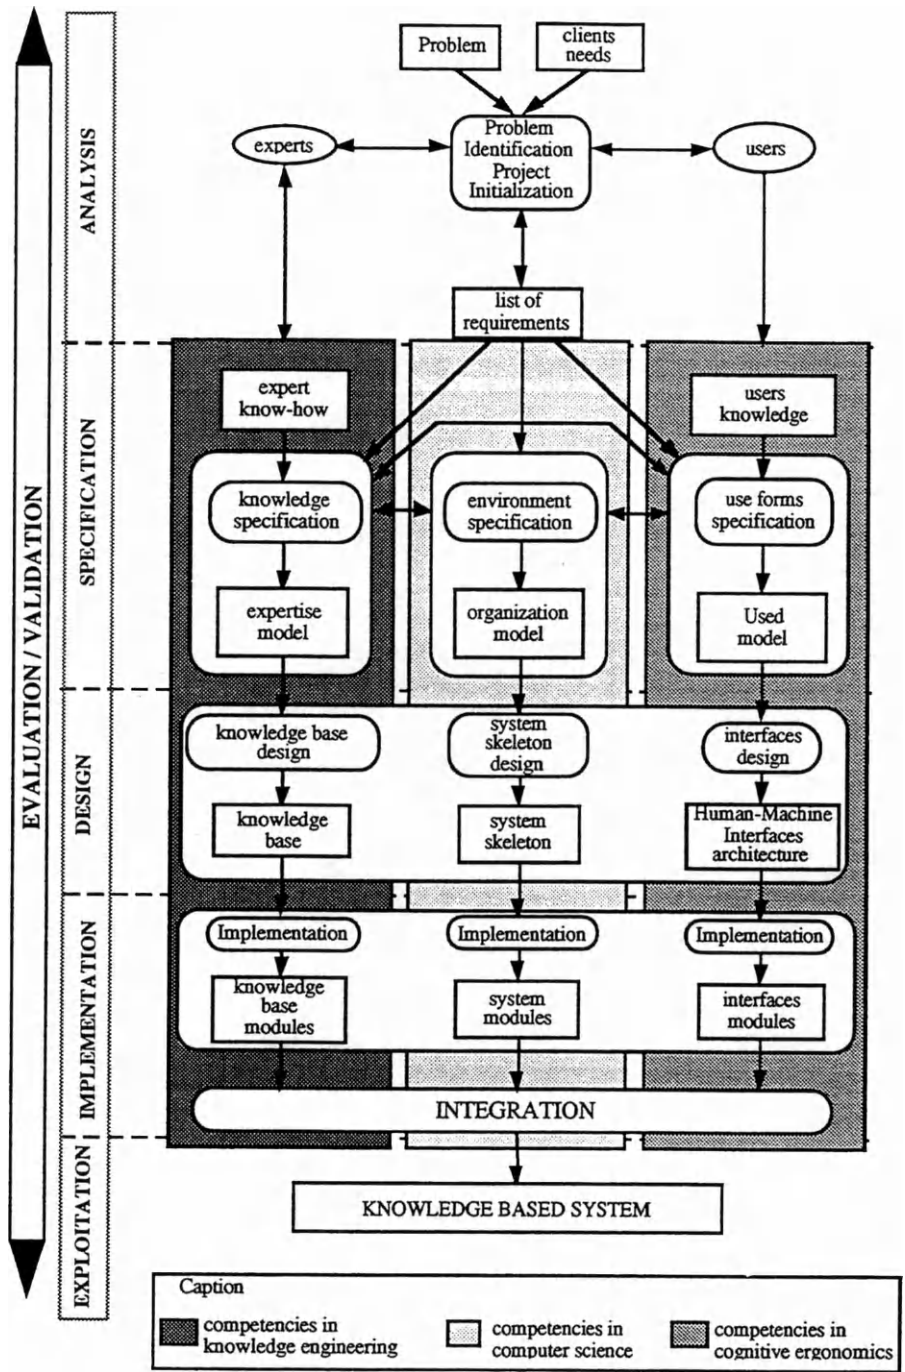 Problem
clients
needs
experts
Problem
Identification
Project
Initialization
users
ANALYSIS
list of
requirements
EVALUATION / VALIDATION
SPECIFICATION
expert
know-how
users
knowledge
knowledge
specification
environment
specification
use forms
specification
expertise
model
organization
model
Used
model
DESIGN
knowledge base
design
system
skeleton
design
interfaces
design
knowledge
base
system
skeleton
Human-Machine
Interfaces
architecture
IMPLEMENTATION
Implementation
Implementation
Implementation
knowledge
base
modules
system
modules
interfaces
modules
INTEGRATION
EXPLOITATION
KNOWLEDGE BASED SYSTEM
Caption
competencies in
knowledge engineering
competencies in
computer science
competencies in
cognitive ergonomics